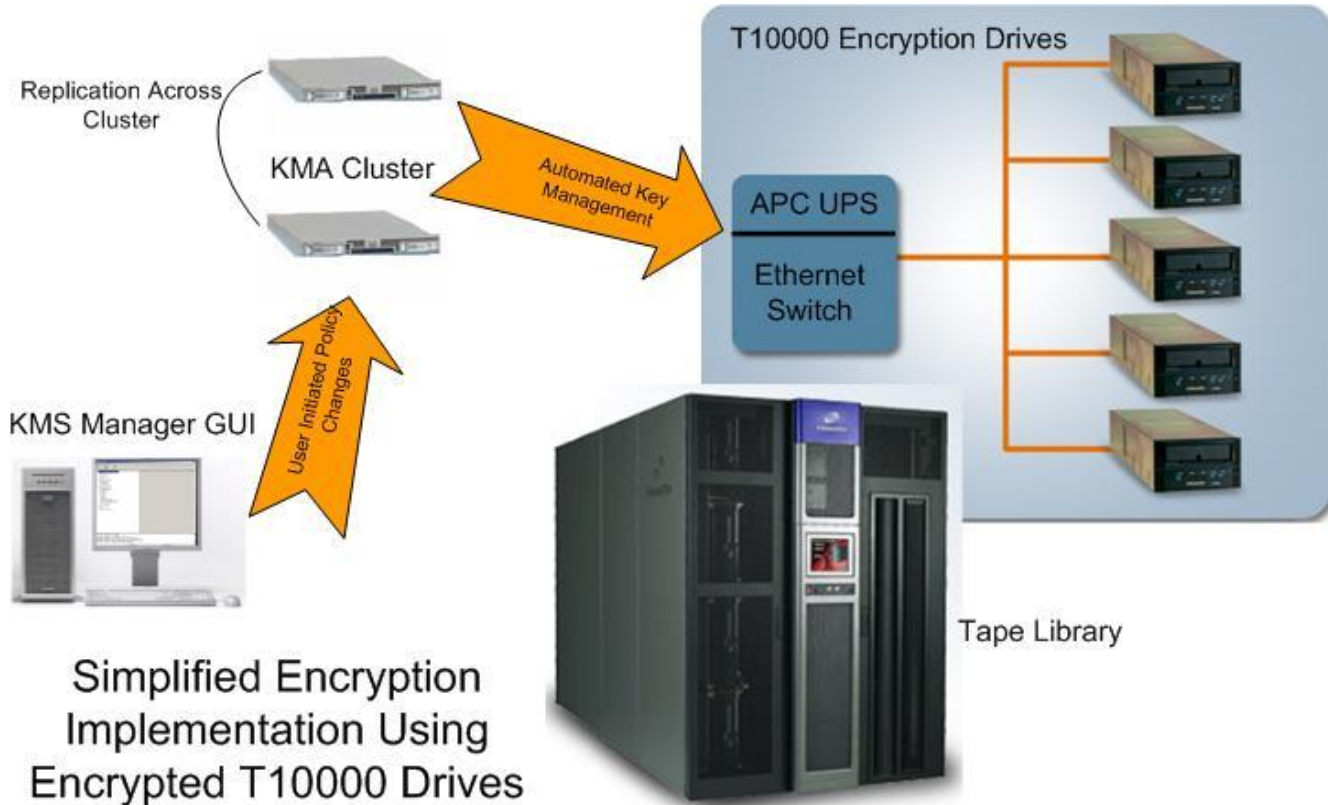 T10000 Encryption Drives
Replication Across
Cluster
KMA Cluster
Automated Key
Management
APC UPS
Ethernet
Switch
User Initiated Policy
Changes
KMS Manager GUI
Tape Library
Simplified Encryption
Implementation Using
Encrypted T10000 Drives